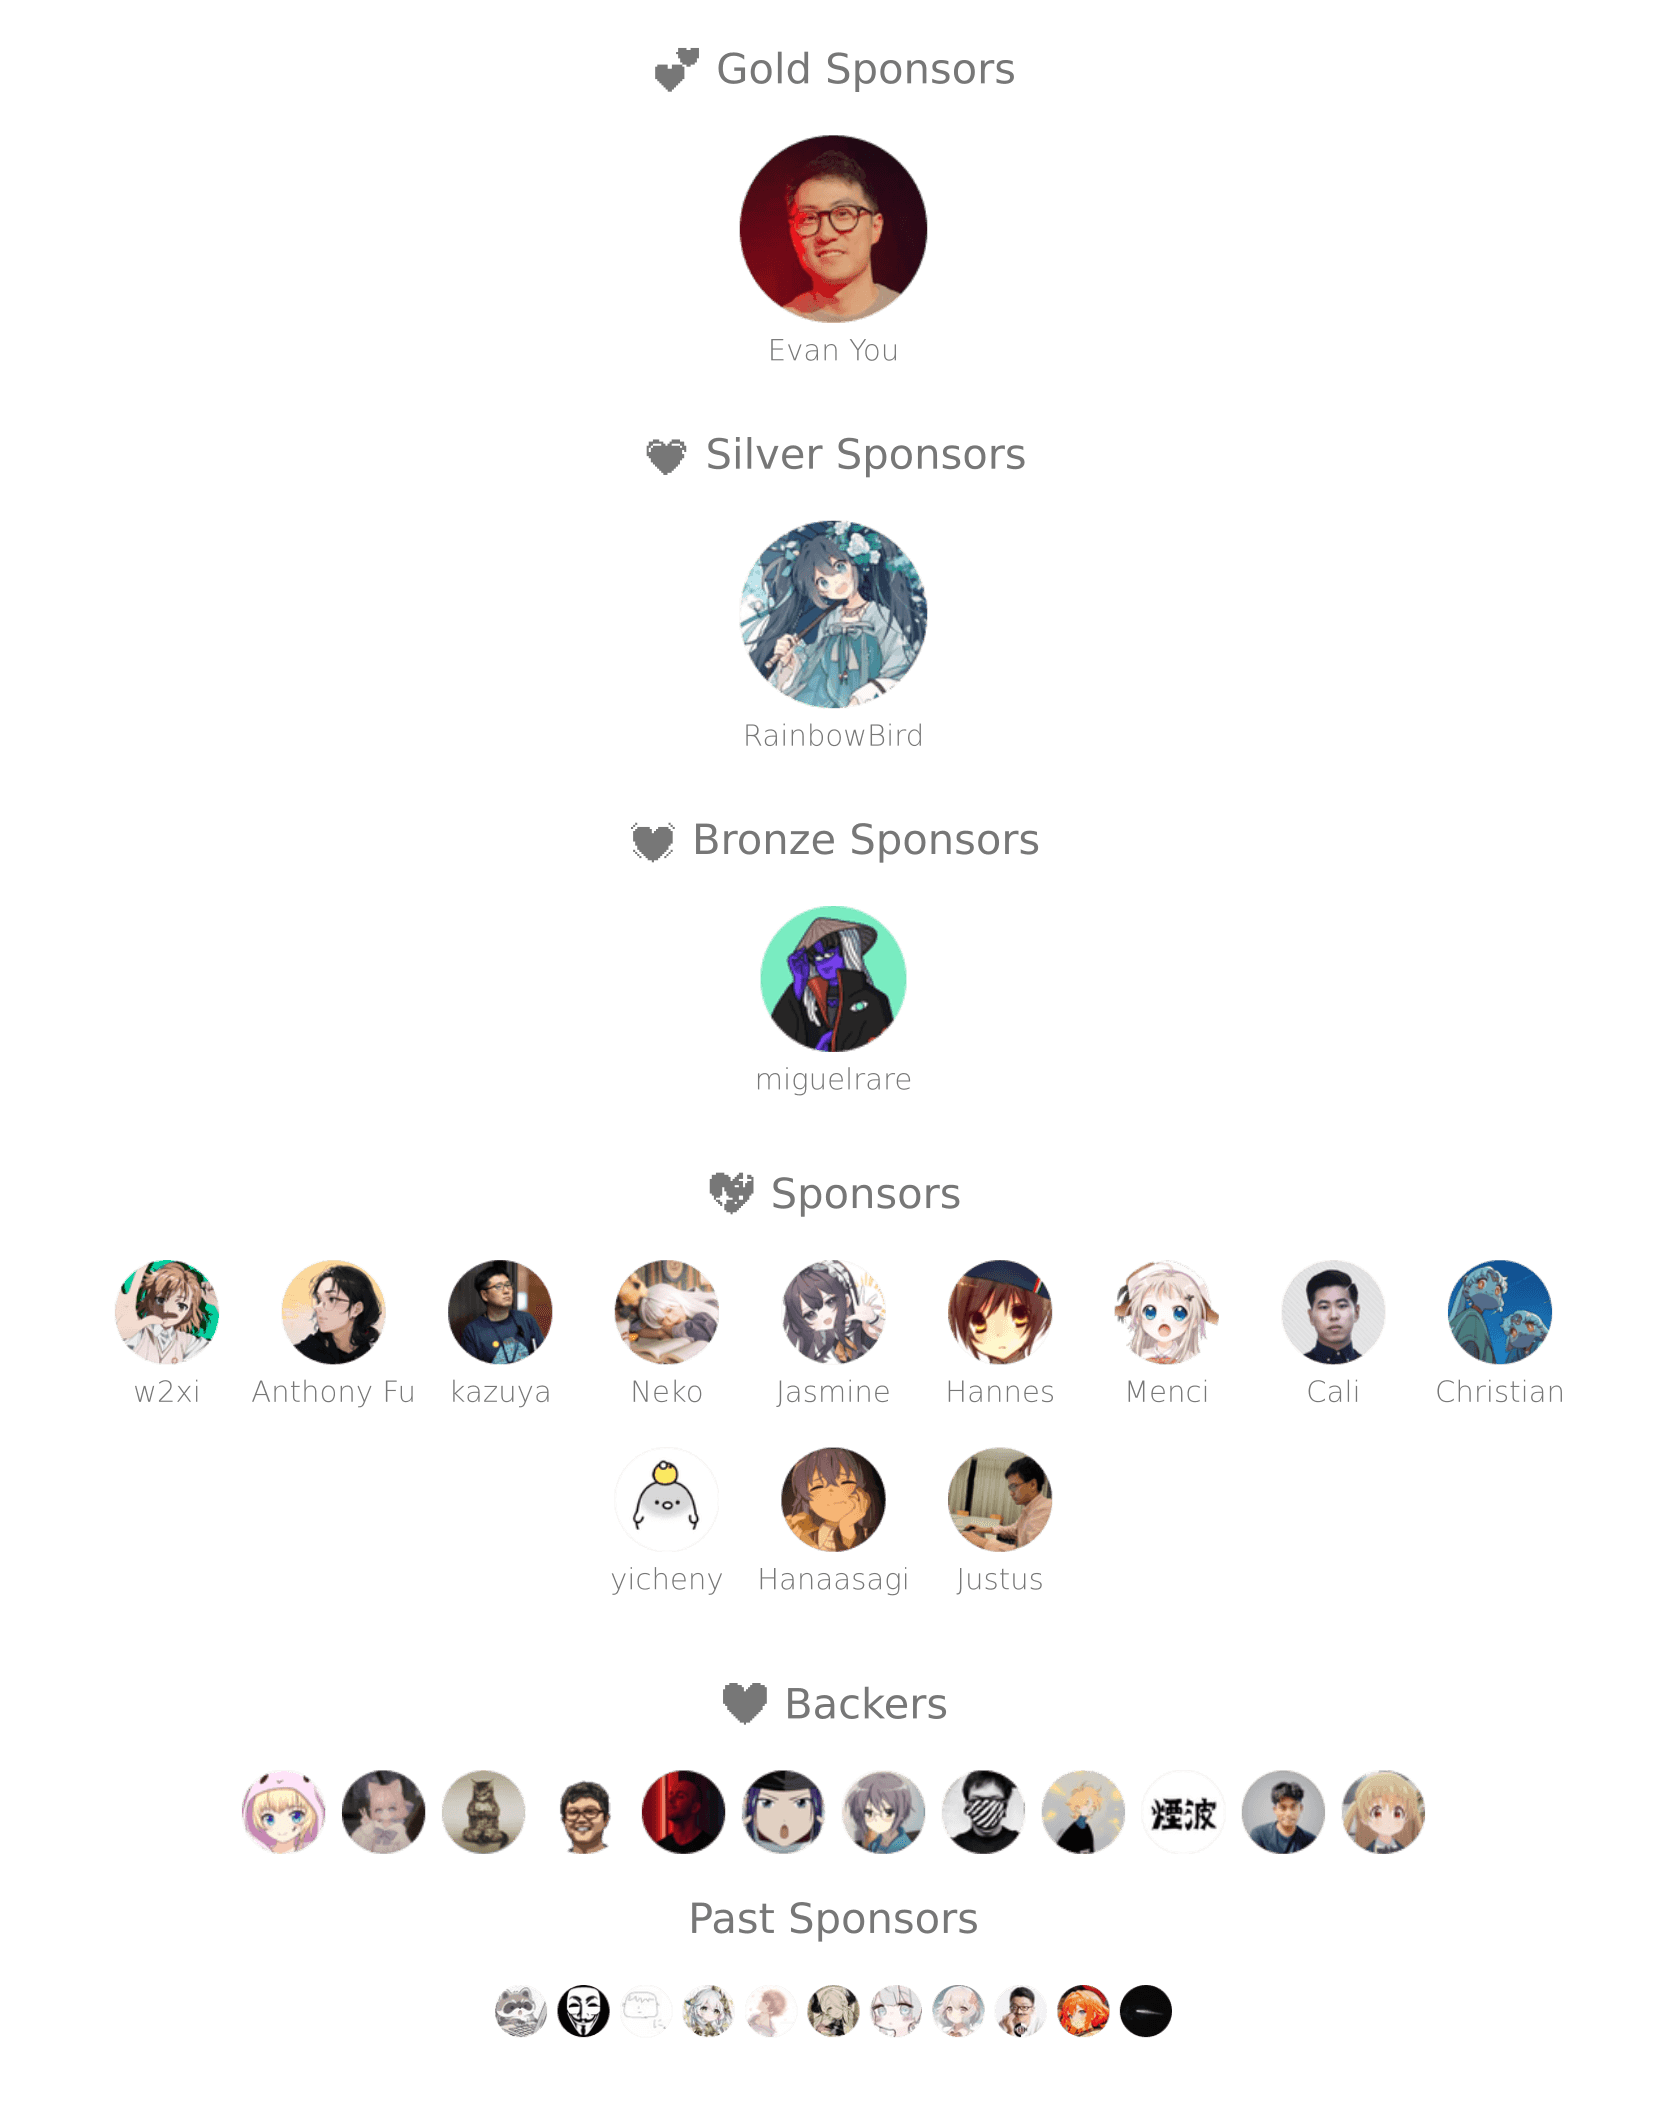 Gold Sponsors
Evan You
Silver Sponsors
RainbowBird
Bronze Sponsors
miguelrare
Sponsors
w2xi Anthony Fu kazuya Neko Jasmine Hannes Menci Cali Christian
yicheny Hanaasagi Justus
Backers
煙波
Past Sponsors